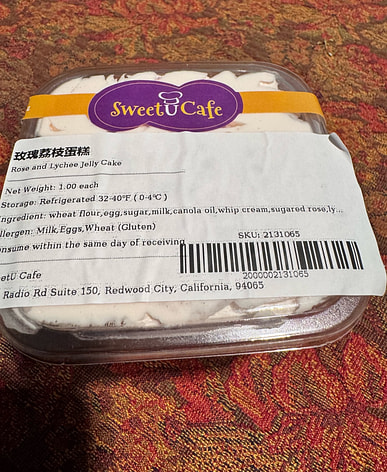 SweetU Cafe
玫瑰荔枝蛋糕
Rose and Lychee Jelly Cake
Net Weight: 1.00 each
Storage: Refrigerated 32-40°F ( 0-4°C )
Ingredient: wheat flour,egg,sugar,milk,canola oil,whip cream,sugared rose,ly...
llergen: Milk,Eggs,Wheat (Gluten)
onsume within the same day of receiving
SKU: 2131065
2000002131065
eetU Cafe
Radio Rd Suite 150, Redwood City, California, 94065